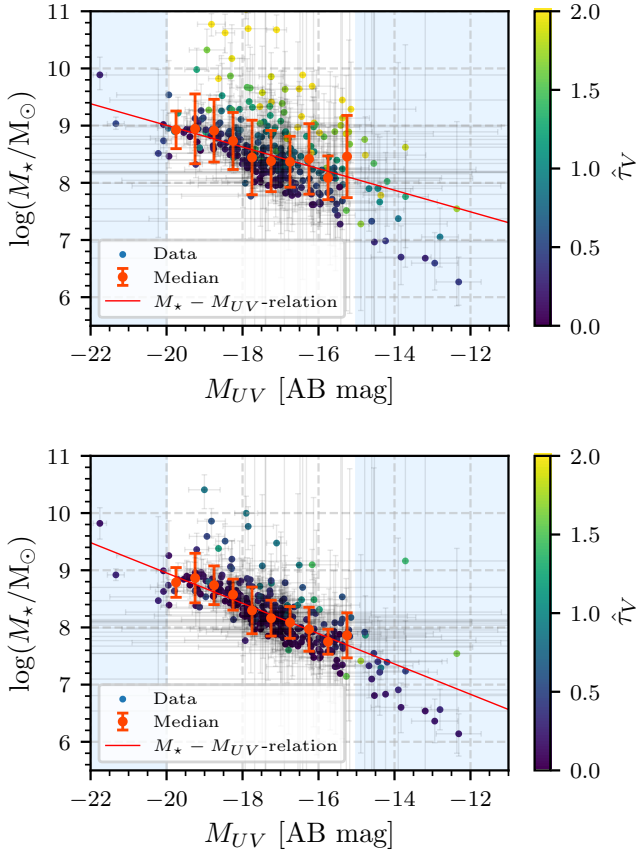 11
10
9
8
7
6
log(M⋆/M⊙)
Data
Median
M⋆ − M_UV-relation
−22 −20 −18 −16 −14 −12
M_UV [AB mag]
2.0
1.5
1.0
0.5
0.0
τ̂_V
11
10
9
8
7
6
log(M⋆/M⊙)
Data
Median
M⋆ − M_UV-relation
−22 −20 −18 −16 −14 −12
M_UV [AB mag]
2.0
1.5
1.0
0.5
0.0
τ̂_V